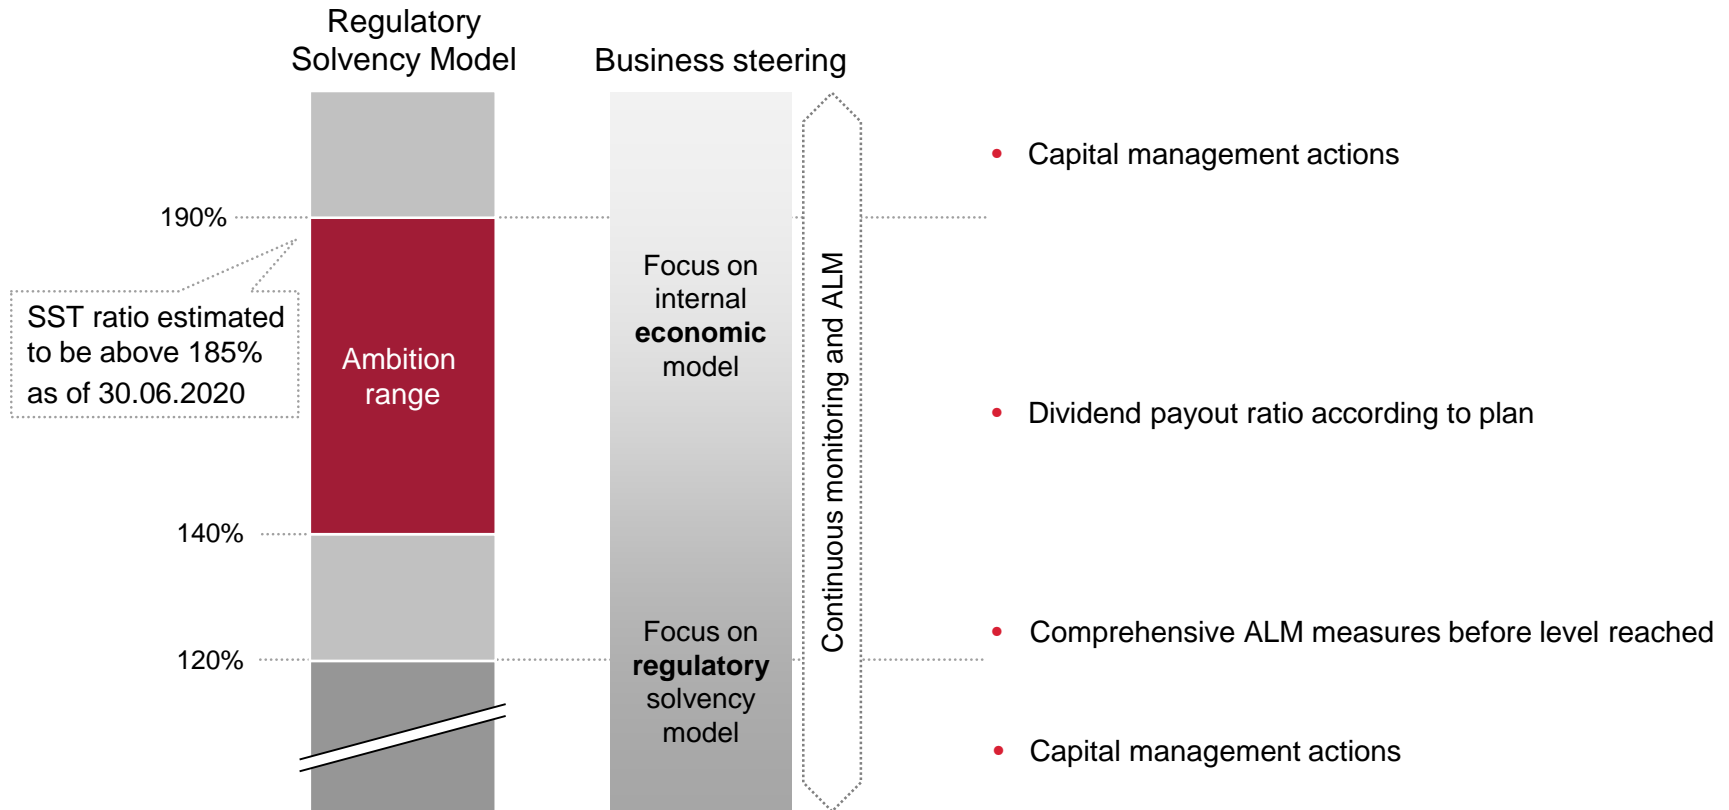 Regulatory
Solvency Model
Business steering
190%
SST ratio estimated
to be above 185%
as of 30.06.2020
Ambition
range
140%
120%
Focus on
internal
economic
model
Focus on
regulatory
solvency
model
Continuous monitoring and ALM
• Capital management actions
• Dividend payout ratio according to plan
• Comprehensive ALM measures before level reached
• Capital management actions